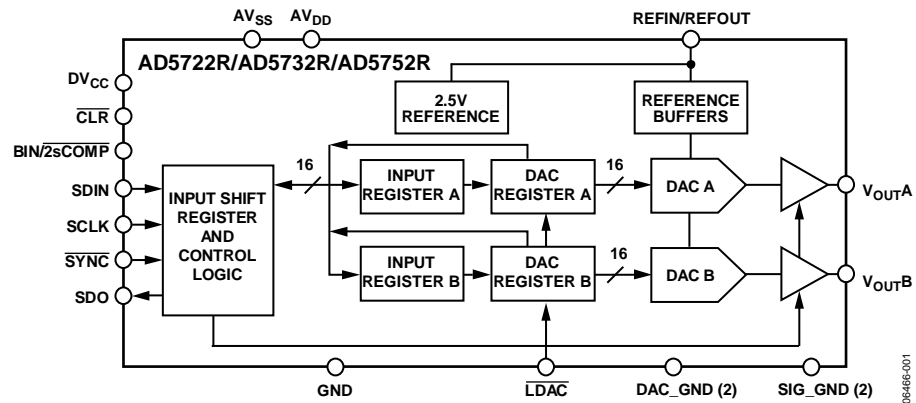 AVSS AVDD REFIN/REFOUT
AD5722R/AD5732R/AD5752R
DVCC
CLR
BIN/2sCOMP
SDIN
SCLK
SYNC
SDO
INPUT SHIFT
REGISTER
AND
CONTROL
LOGIC
2.5V
REFERENCE
REFERENCE
BUFFERS
16
INPUT
REGISTER A
DAC
REGISTER A
16
DAC A
VOUTA
INPUT
REGISTER B
DAC
REGISTER B
16
DAC B
VOUTB
GND
LDAC
DAC_GND (2)
SIG_GND (2)
06466-001